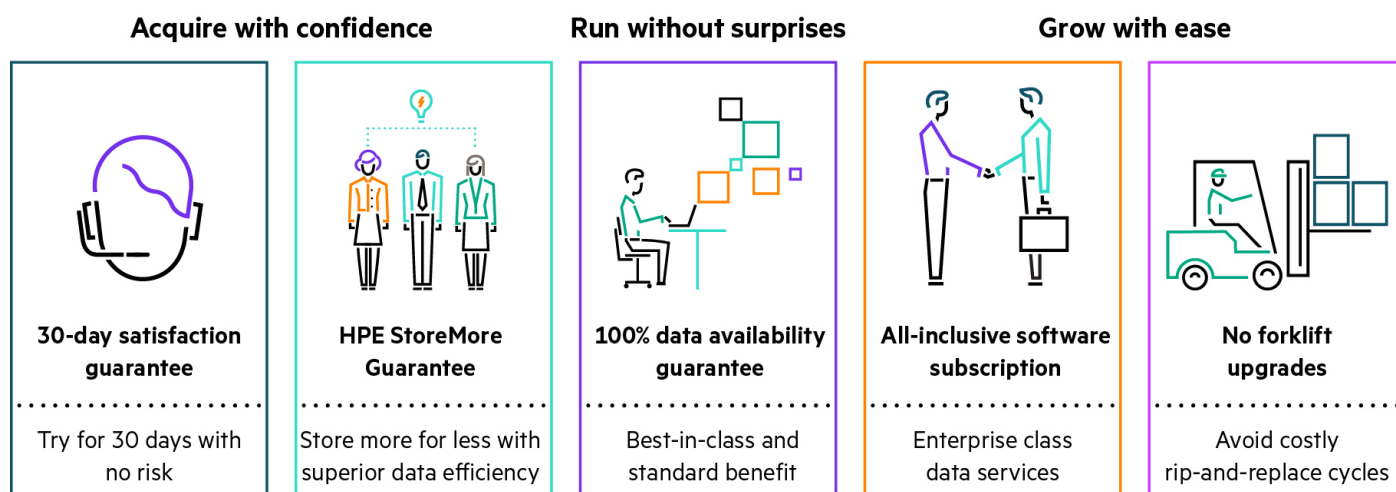 Acquire with confidence
Run without surprises
Grow with ease
30-day satisfaction
guarantee
Try for 30 days with
no risk
HPE StoreMore
Guarantee
Store more for less with
superior data efficiency
100% data availability
guarantee
Best-in-class and
standard benefit
All-inclusive software
subscription
Enterprise class
data services
No forklift
upgrades
Avoid costly
rip-and-replace cycles